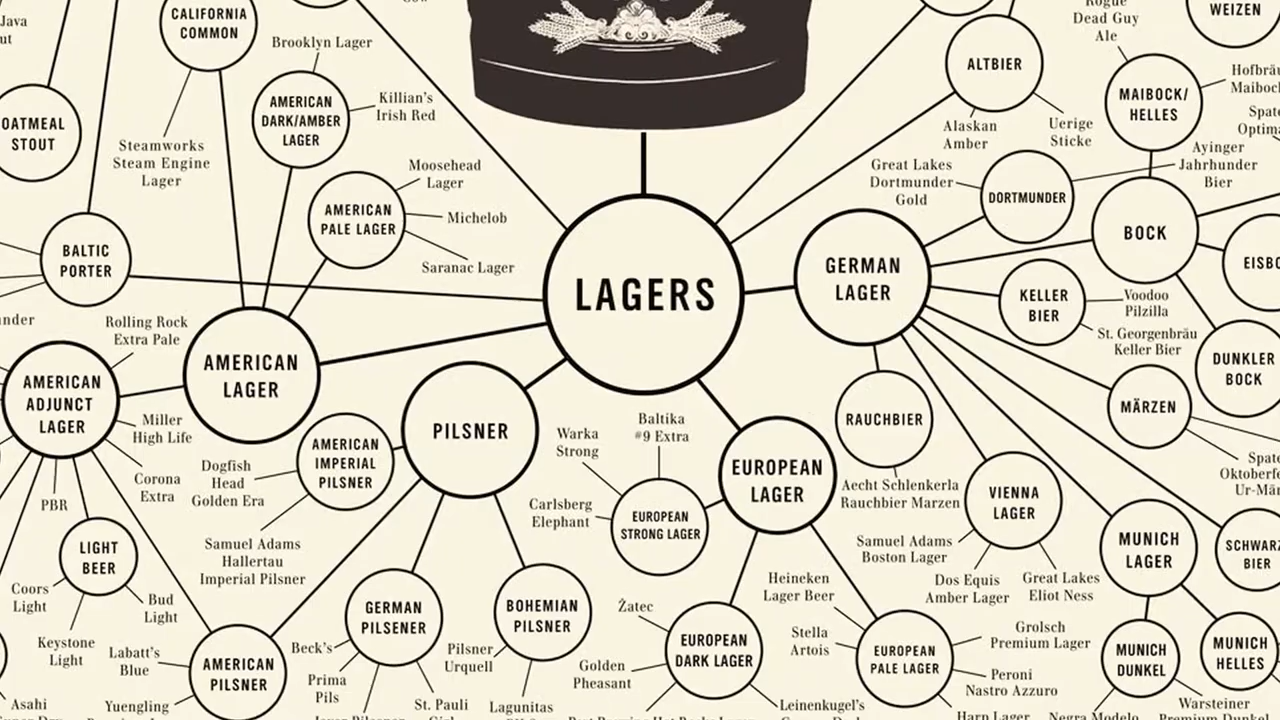 Java
CALIFORNIA
COMMON
Brooklyn Lager
AMERICAN
DARK/AMBER
LAGER
Killian's
Irish Red
OATMEAL
STOUT
Steamworks
Steam Engine
Lager
Moosehead
Lager
AMERICAN
PALE LAGER
Michelob
Saranac Lager
BALTIC
PORTER
LAGERS
Rogue
Dead Guy
Ale
WEIZEN
ALTBIER
MAIBOCK/
HELLES
Alaskan
Amber
Uerige
Sticke
Ayinger
Jahrhunder
Bier
Great Lakes
Dortmunder
Gold
DORTMUNDER
BOCK
GERMAN
LAGER
KELLER
BIER
Voodoo
Pilzilla
St. Georgenbräu
Keller Bier
DUNKLER
BOCK
MÄRZEN
Rolling Rock
Extra Pale
AMERICAN
LAGER
AMERICAN
ADJUNCT
LAGER
Miller
High Life
Corona
Extra
PBR
PILSNER
AMERICAN
IMPERIAL
PILSNER
Dogfish
Head
Golden Era
Samuel Adams
Hallertau
Imperial Pilsner
Warka
Strong
Baltika
#9 Extra
Carlsberg
Elephant
EUROPEAN
STRONG LAGER
EUROPEAN
LAGER
RAUCHBIER
Aecht Schlenkerla
Rauchbier Marzen
VIENNA
LAGER
Samuel Adams
Boston Lager
Dos Equis
Amber Lager
Great Lakes
Eliot Ness
MUNICH
LAGER
BIER
LIGHT
BEER
Coors
Light
Bud
Light
Keystone
Light
Labatt's
Blue
AMERICAN
PILSNER
Yuengling
Asahi
GERMAN
PILSENER
Beck's
Prima
Pils
St. Pauli
BOHEMIAN
PILSNER
Pilsner
Urquell
Lagunitas
Žatec
Golden
Pheasant
EUROPEAN
DARK LAGER
Leinenkugel's
Heineken
Lager Beer
Stella
Artois
EUROPEAN
PALE LAGER
Grolsch
Premium Lager
Peroni
Nastro Azzuro
Harp Lager
Negra Modelo
MUNICH
DUNKEL
MUNICH
HELLES
Warsteiner
Premium Dunkel